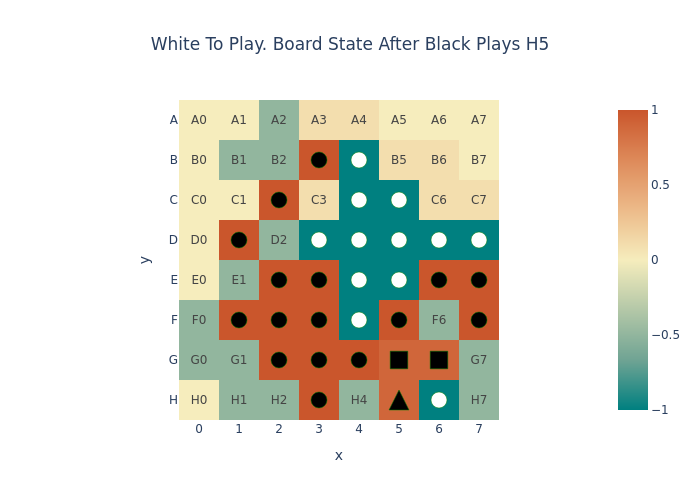 White To Play. Board State After Black Plays H5
A A0 A1 A2 A3 A4 A5 A6 A7
B B0 B1 B2 B5 B6 B7
C C0 C1 C3 C6 C7
D D0 D2
E E0 E1
F F0 F6
G G0 G1 G7
H H0 H1 H2 H4 H7
0 1 2 3 4 5 6 7
x
y
1
0.5
0
−0.5
−1